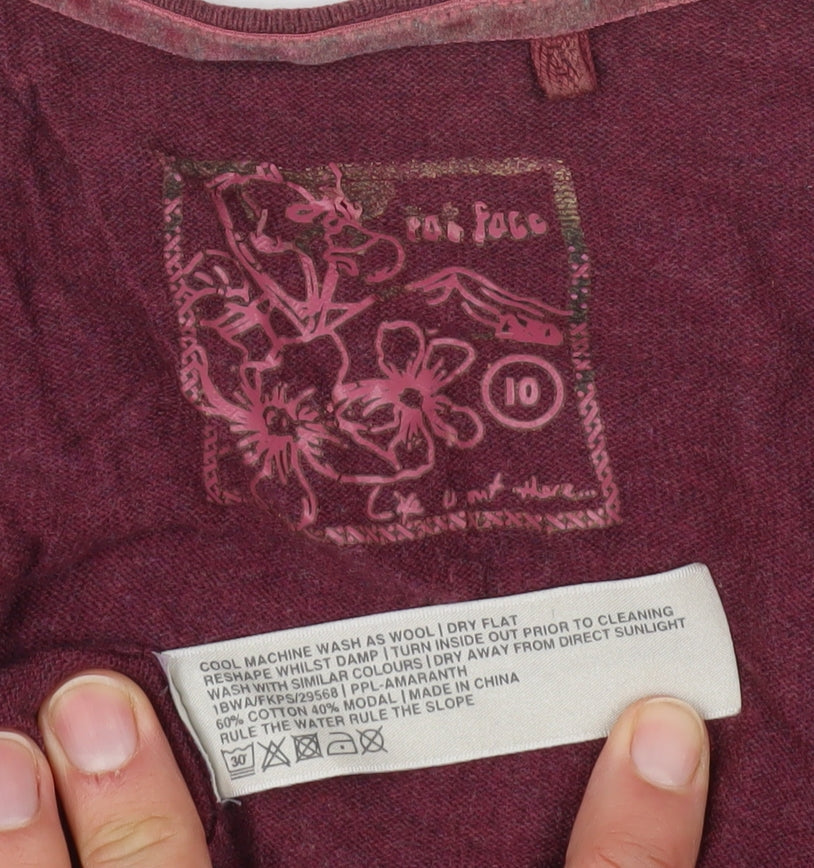 fat face
10
c u out there...
COOL MACHINE WASH AS WOOL | DRY FLAT
RESHAPE WHILST DAMP | TURN INSIDE OUT PRIOR TO CLEANING
WASH WITH SIMILAR COLOURS | DRY AWAY FROM DIRECT SUNLIGHT
1BWA/FKPS/29568 | PPL-AMARANTH
60% COTTON 40% MODAL | MADE IN CHINA
RULE THE WATER RULE THE SLOPE
30°